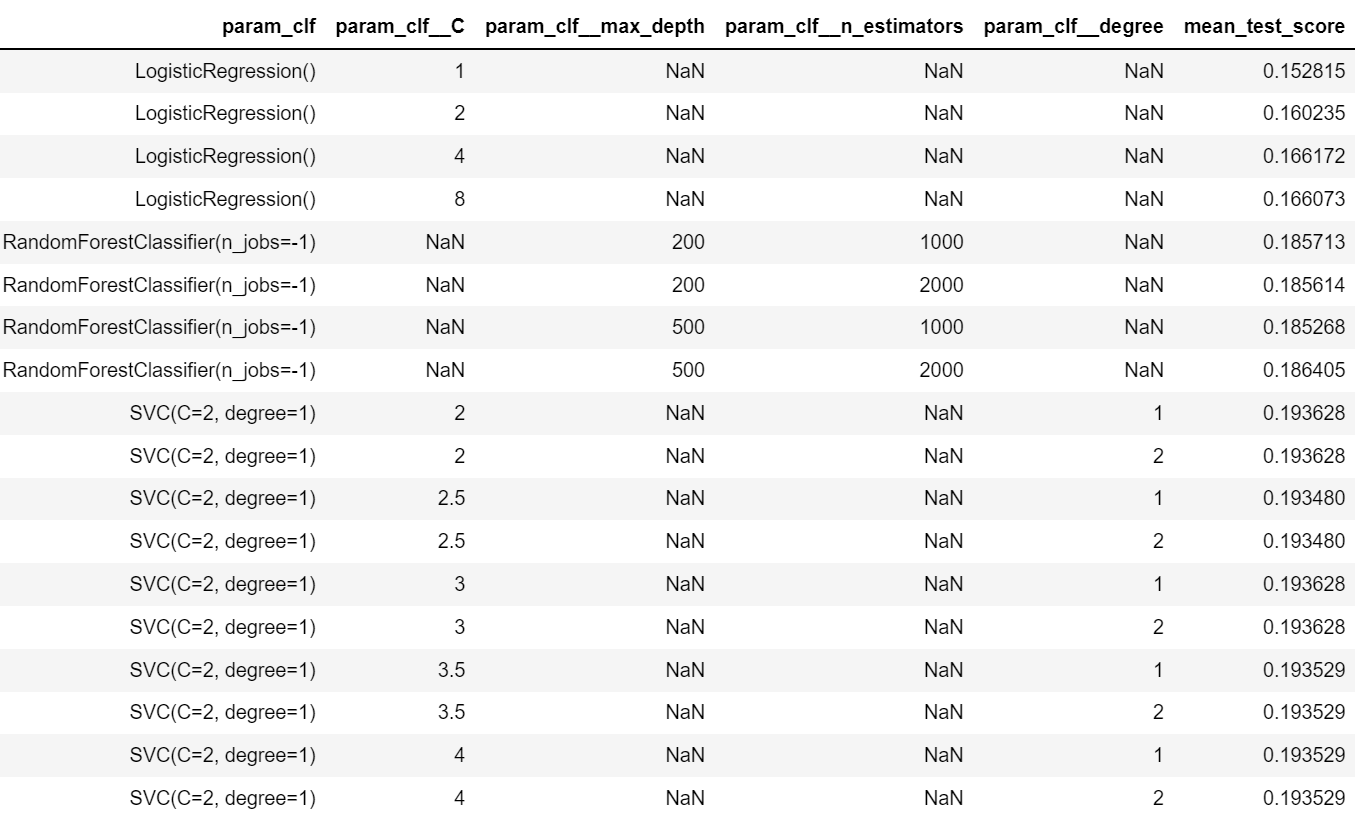 param_clf param_clf__C param_clf__max_depth param_clf__n_estimators param_clf__degree mean_test_score
LogisticRegression() 1 NaN NaN NaN 0.152815
LogisticRegression() 2 NaN NaN NaN 0.160235
LogisticRegression() 4 NaN NaN NaN 0.166172
LogisticRegression() 8 NaN NaN NaN 0.166073
RandomForestClassifier(n_jobs=-1) NaN 200 1000 NaN 0.185713
RandomForestClassifier(n_jobs=-1) NaN 200 2000 NaN 0.185614
RandomForestClassifier(n_jobs=-1) NaN 500 1000 NaN 0.185268
RandomForestClassifier(n_jobs=-1) NaN 500 2000 NaN 0.186405
SVC(C=2, degree=1) 2 NaN NaN 1 0.193628
SVC(C=2, degree=1) 2 NaN NaN 2 0.193628
SVC(C=2, degree=1) 2.5 NaN NaN 1 0.193480
SVC(C=2, degree=1) 2.5 NaN NaN 2 0.193480
SVC(C=2, degree=1) 3 NaN NaN 1 0.193628
SVC(C=2, degree=1) 3 NaN NaN 2 0.193628
SVC(C=2, degree=1) 3.5 NaN NaN 1 0.193529
SVC(C=2, degree=1) 3.5 NaN NaN 2 0.193529
SVC(C=2, degree=1) 4 NaN NaN 1 0.193529
SVC(C=2, degree=1) 4 NaN NaN 2 0.193529